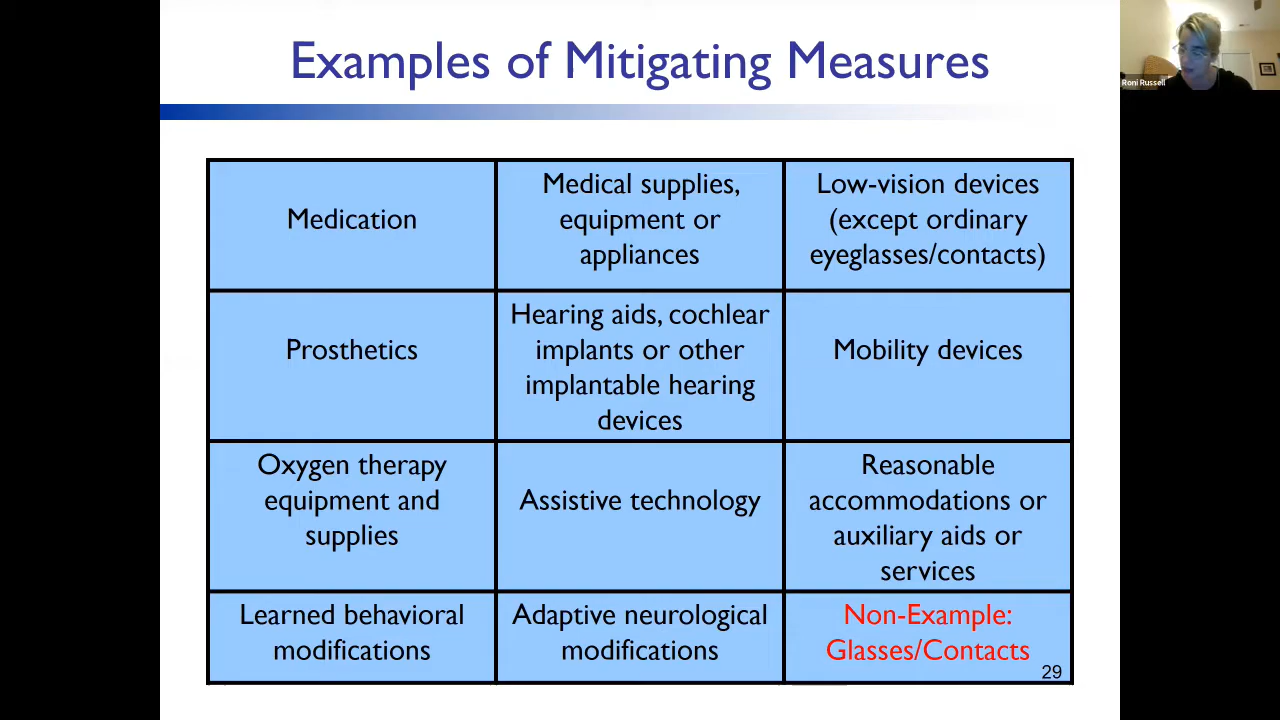 Examples of Mitigating Measures
Roni Russell
Medication
Medical supplies,
equipment or
appliances
Low-vision devices
(except ordinary
eyeglasses/contacts)
Prosthetics
Hearing aids, cochlear
implants or other
implantable hearing
devices
Mobility devices
Oxygen therapy
equipment and
supplies
Assistive technology
Reasonable
accommodations or
auxiliary aids or
services
Learned behavioral
modifications
Adaptive neurological
modifications
Non-Example:
Glasses/Contacts
29